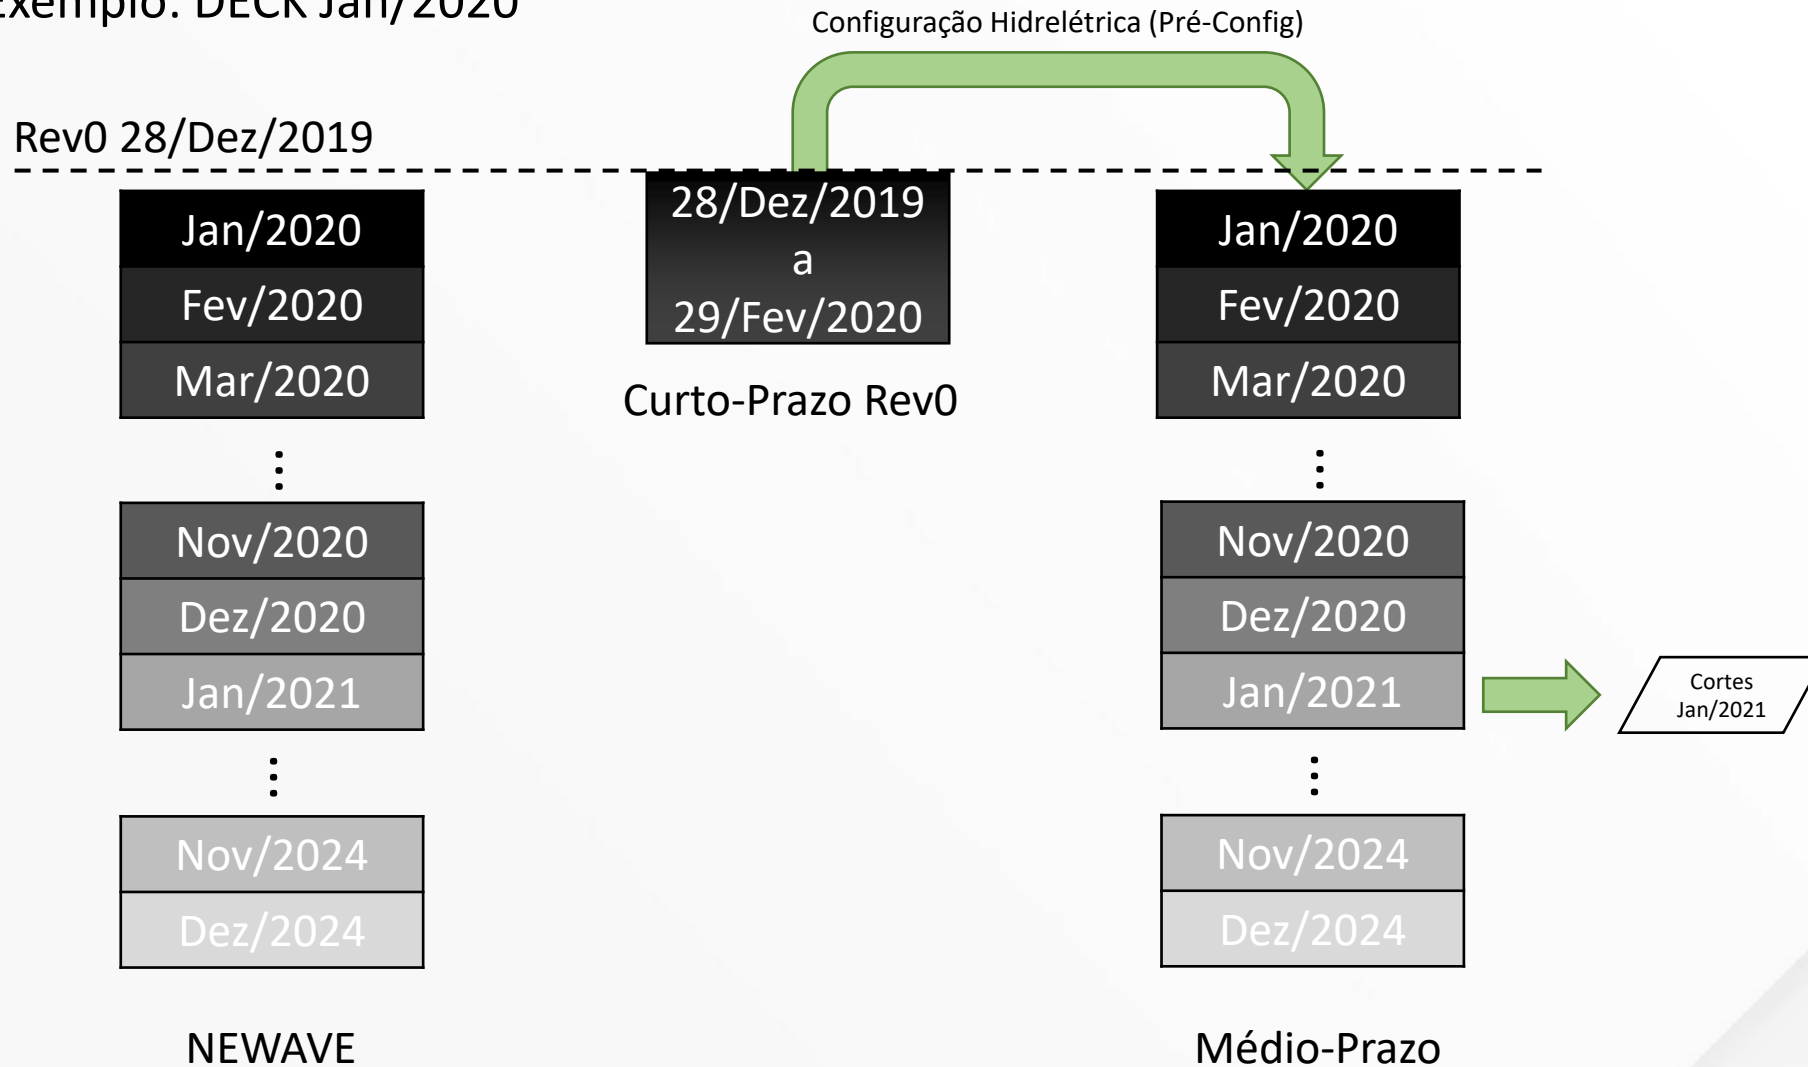 Exemplo: DECK Jan/2020
Configuração Hidrelétrica (Pré-Config)
Rev0 28/Dez/2019
Jan/2020
Fev/2020
Mar/2020
⋮
Nov/2020
Dez/2020
Jan/2021
⋮
Nov/2024
Dez/2024
NEWAVE
28/Dez/2019
a
29/Fev/2020
Curto-Prazo Rev0
Jan/2020
Fev/2020
Mar/2020
⋮
Nov/2020
Dez/2020
Jan/2021
⋮
Nov/2024
Dez/2024
Médio-Prazo
Cortes
Jan/2021